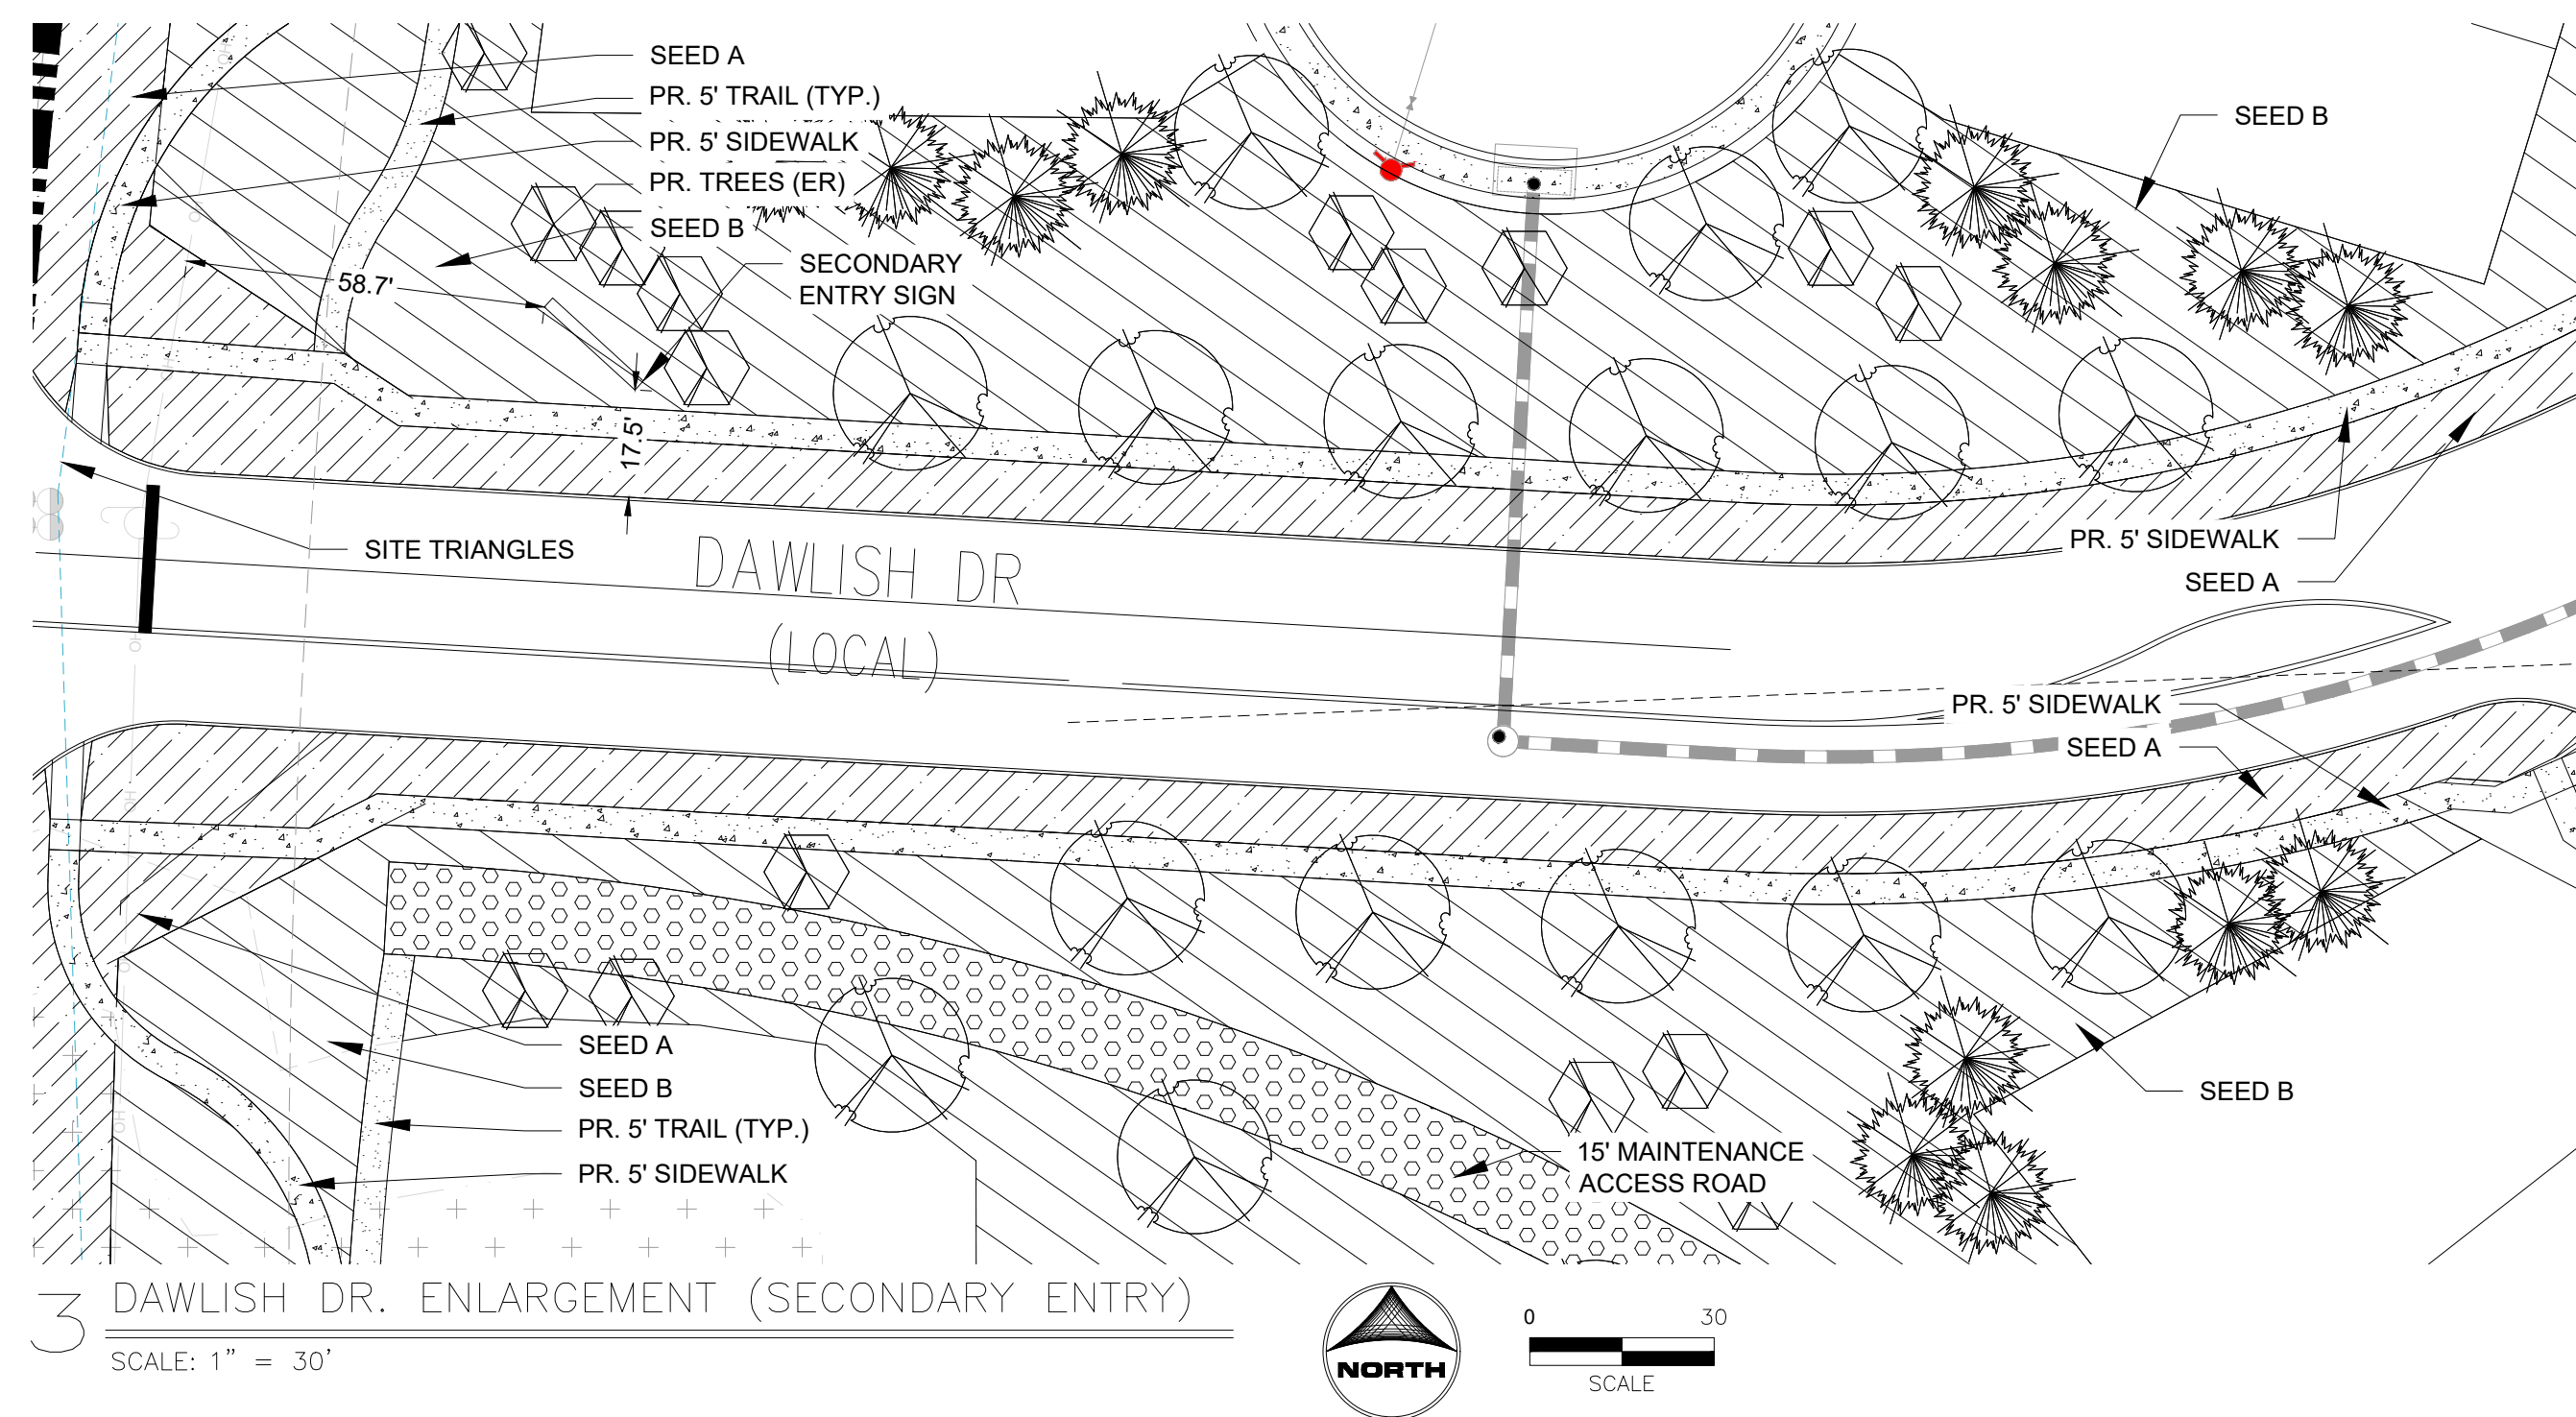 SEED A
PR. 5' TRAIL (TYP.)
PR. 5' SIDEWALK
PR. TREES (ER)
SEED B
SECONDARY
ENTRY SIGN
58.7'
17.5'
SEED B
SITE TRIANGLES
DAWLISH DR
(LOCAL)
PR. 5' SIDEWALK
SEED A
PR. 5' SIDEWALK
SEED A
SEED A
SEED B
PR. 5' TRAIL (TYP.)
PR. 5' SIDEWALK
SEED B
15' MAINTENANCE
ACCESS ROAD
3 DAWLISH DR. ENLARGEMENT (SECONDARY ENTRY)
SCALE: 1" = 30'
NORTH
0 30
SCALE